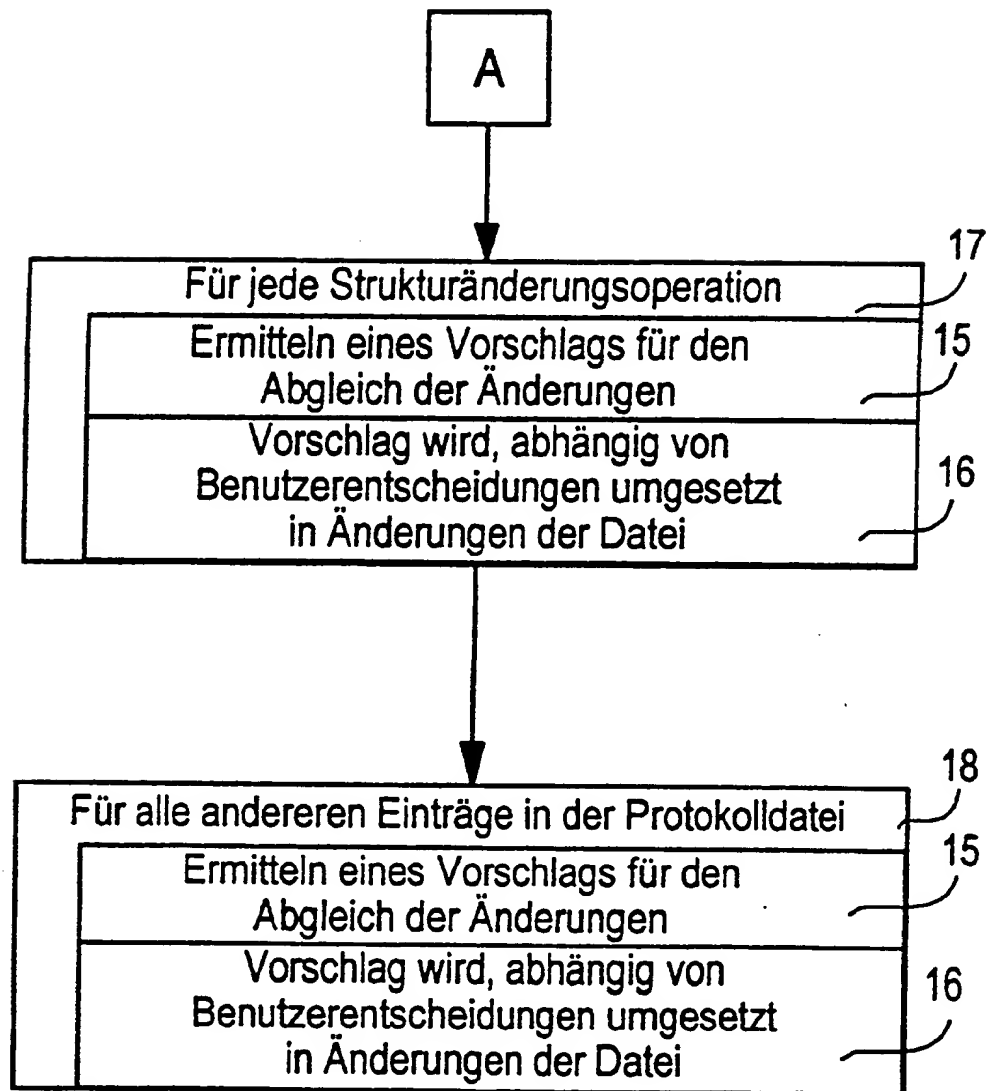 A
Für jede Strukturänderungsoperation
17
Ermitteln eines Vorschlags für den
Abgleich der Änderungen
15
Vorschlag wird, abhängig von
Benutzerentscheidungen umgesetzt
in Änderungen der Datei
16
Für alle andereren Einträge in der Protokolldatei
18
Ermitteln eines Vorschlags für den
Abgleich der Änderungen
15
Vorschlag wird, abhängig von
Benutzerentscheidungen umgesetzt
in Änderungen der Datei
16